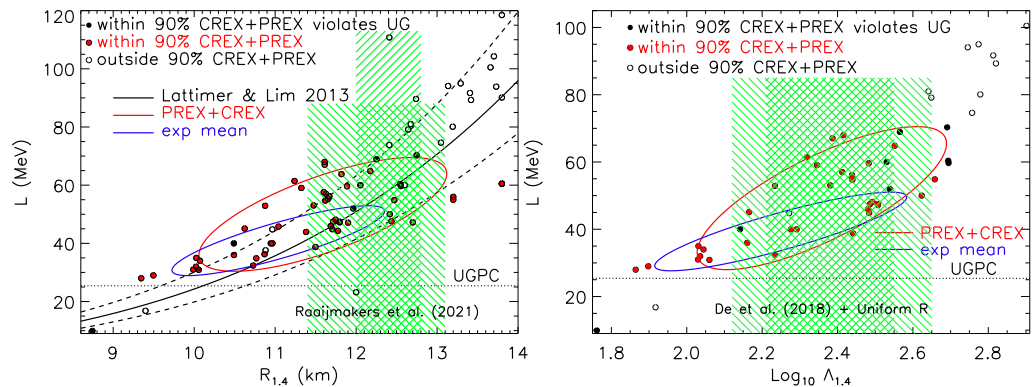 within 90% CREX+PREX violates UG
within 90% CREX+PREX
outside 90% CREX+PREX
Lattimer & Lim 2013
PREX+CREX
exp mean
UGPC
Raaijmakers et al. (2021)
L (MeV)
120
100
80
60
40
20
9
10
11
12
13
14
R1.4 (km)
within 90% CREX+PREX violates UG
within 90% CREX+PREX
outside 90% CREX+PREX
PREX+CREX
exp mean
UGPC
De et al. (2018) + Uniform R
L (MeV)
100
80
60
40
20
1.8
2.0
2.2
2.4
2.6
2.8
Log10 Λ1.4